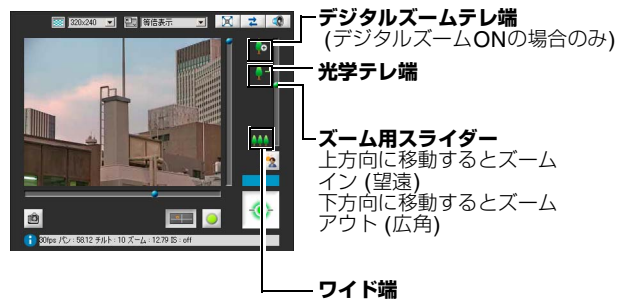 320x240
等倍表示
デジタルズームテレ端
(デジタルズームONの場合のみ)
光学テレ端
ズーム用スライダー
上方向に移動するとズーム
イン (望遠)
下方向に移動するとズーム
アウト (広角)
30fps パン : 58.12 チルト : 10 ズーム : 12.79 IS : off
ワイド端